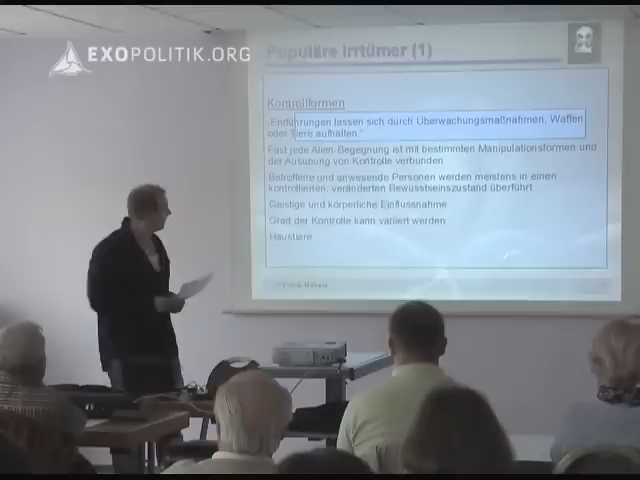 EXOPOLITIK.ORG
Populäre Irrtümer (1)
Kontrollformen
„Entführungen lassen sich durch Überwachungsmaßnahmen, Waffen
oder Tiere aufhalten."
Fast jede Alien-Begegnung ist mit bestimmten Manipulationsformen und
der Ausübung von Kontrolle verbunden
Betroffene und anwesende Personen werden meistens in einen
kontrollierten, veränderten Bewusstseinszustand überführt
Geistige und körperliche Einflussnahme
Grad der Kontrolle kann variiert werden
Haustiere